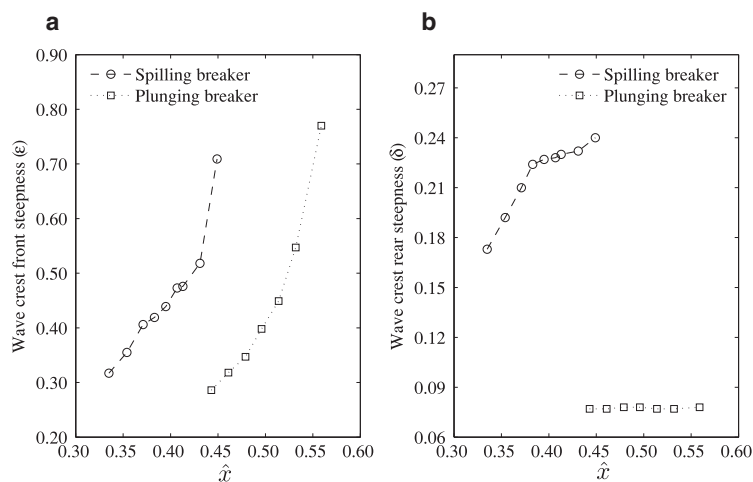 a
0.90
0.80
0.70
0.60
0.50
0.40
0.30
0.20
Wave crest front steepness (ε)
Spilling breaker
Plunging breaker
0.30 0.35 0.40 0.45 0.50 0.55 0.60
x̂
b
0.29
0.24
0.21
0.18
0.15
0.12
0.09
0.06
Wave crest rear steepness (δ)
Spilling breaker
Plunging breaker
0.30 0.35 0.40 0.45 0.50 0.55 0.60
x̂